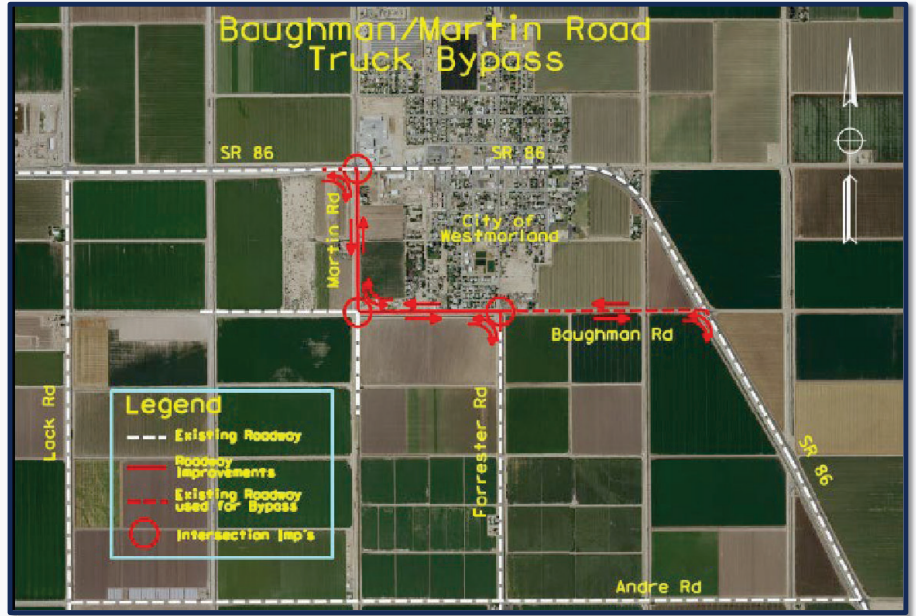 Baughman/Martin Road
Truck Bypass
SR 86
SR 86
Martin Rd
City of
Westmorland
Baughman Rd
Lack Rd
Forrester Rd
SR 86
Andre Rd
Legend
Existing Roadway
Roadway
Improvements
Existing Roadway
used for Bypass
Intersection Imp's